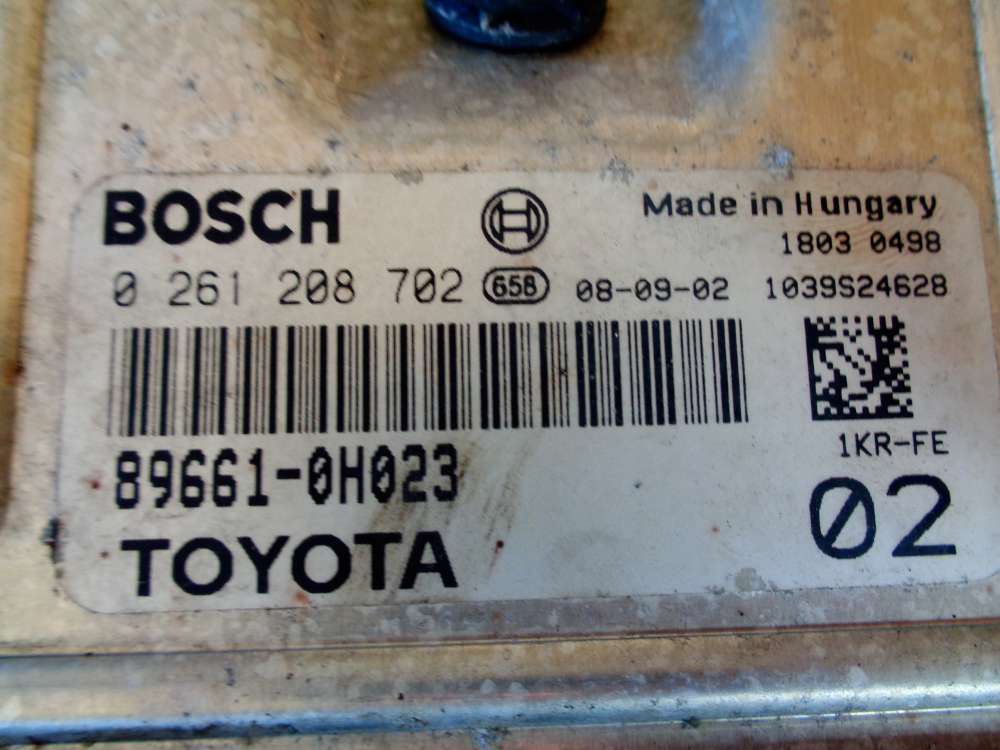 BOSCH Made in Hungary
1803 0498
0 261 208 702 658 08-09-02 1039S24628
1KR-FE
89661-0H023
02
TOYOTA